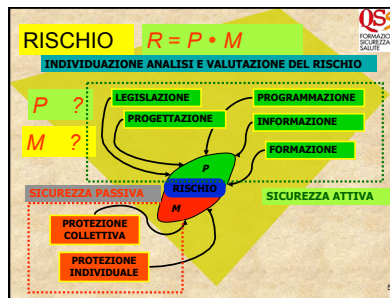 RISCHIO
R = P • M
QS
FORMAZIONE
SICUREZZA
SALUTE
INDIVIDUAZIONE ANALISI E VALUTAZIONE DEL RISCHIO
P ?
M ?
LEGISLAZIONE
PROGETTAZIONE
PROGRAMMAZIONE
INFORMAZIONE
FORMAZIONE
P
RISCHIO
M
SICUREZZA PASSIVA
SICUREZZA ATTIVA
PROTEZIONE
COLLETTIVA
PROTEZIONE
INDIVIDUALE